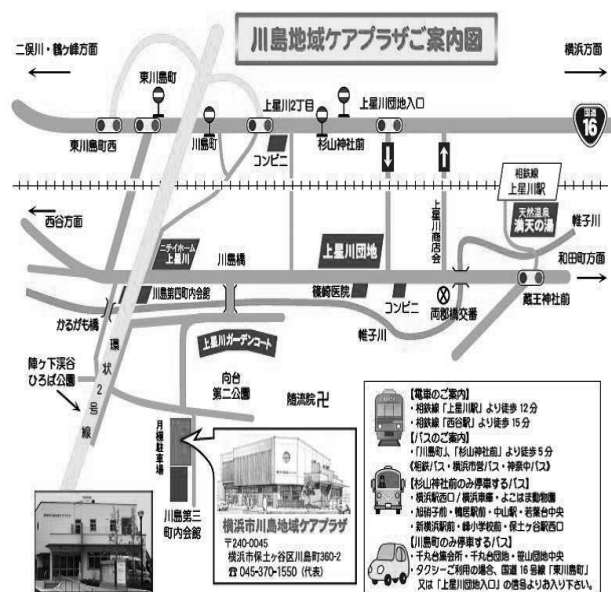 川島地域ケアプラザご案内図
二俣川・鶴ヶ峰方面
横浜方面
東川島町
上星川2丁目
上星川団地入口
国道
16
東川島町西
川島町
コンビニ
杉山神社前
相鉄線
上星川駅
西谷方面
上星川商店会
天然温泉
満天の湯
帷子川
ニチイホーム
上星川
川島橋
上星川団地
和田町方面
川島第四町内会館
篠崎医院
コンビニ
両郡橋交番
蔵王神社前
かるがも橋
帷子川
上星川ガーデンコート
環状2号線
陣ヶ下渓谷
ひろば公園
向台
第二公園
随流院卍
月極駐車場
川島第三
町内会館
横浜市川島地域ケアプラザ
〒240-0045
横浜市保土ヶ谷区川島町360-2
☎ 045-370-1550 (代表)
【電車のご案内】
・相鉄線「上星川駅」より徒歩12分
・相鉄線「西谷駅」より徒歩15分
【バスのご案内】
・「川島町」、「杉山神社前」より徒歩5分
《相鉄バス・横浜市営バス・神奈中バス》
【杉山神社前のみ停車するバス】
・横浜駅西口/横浜車庫・よこはま動物園
・旭硝子前・鴨居駅前・中山駅・若葉台中央
・新横浜駅前・峰小学校前・保土ヶ谷駅西口
【川島町のみ停車するバス】
・千丸台集会所・千丸台団地・笹山団地中央
・タクシーご利用の場合、国道16号線「東川島町」
又は「上星川団地入口」の信号よりお入り下さい。